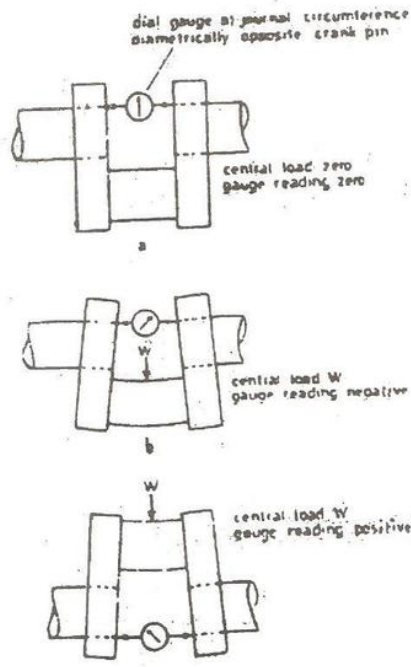 dial gauge at journal circumference
diametrically opposite crank pin
central load zero
gauge reading zero
a
W
central load W
gauge reading negative
b
W
central load W
gauge reading positive